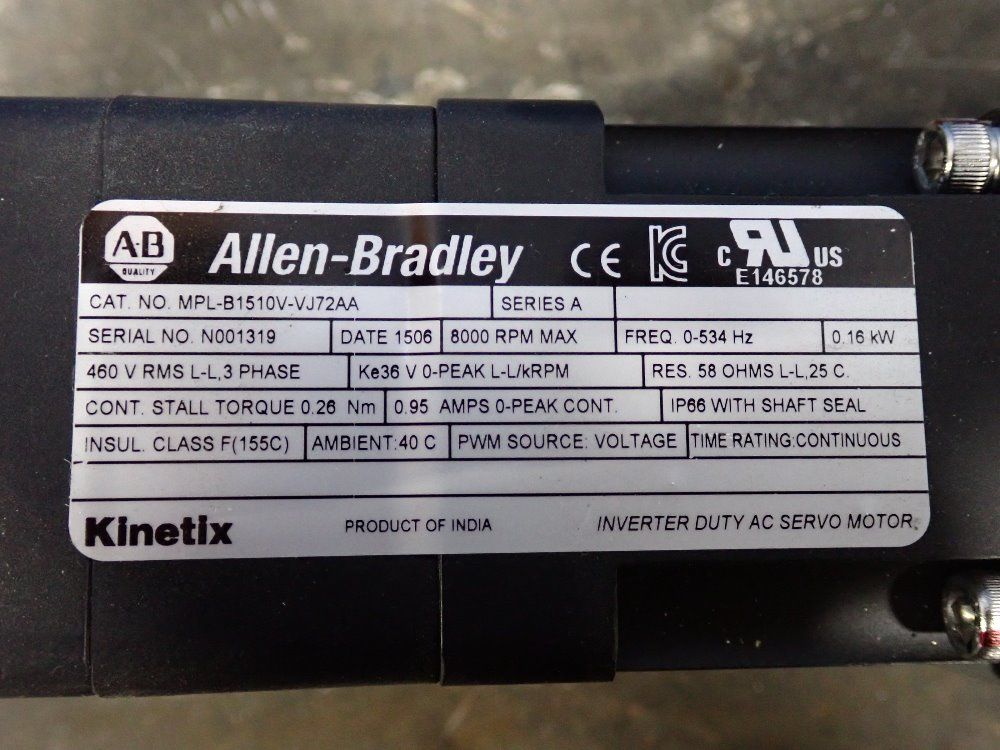 A-B QUALITY Allen-Bradley CE KC c RU US
E146578
CAT. NO. MPL-B1510V-VJ72AA SERIES A
SERIAL NO. N001319 DATE 1506 8000 RPM MAX FREQ. 0-534 Hz 0.16 kW
460 V RMS L-L,3 PHASE Ke36 V 0-PEAK L-L/kRPM RES. 58 OHMS L-L,25 C.
CONT. STALL TORQUE 0.26 Nm 0.95 AMPS 0-PEAK CONT. IP66 WITH SHAFT SEAL
INSUL. CLASS F(155C) AMBIENT:40 C PWM SOURCE: VOLTAGE TIME RATING:CONTINUOUS
Kinetix PRODUCT OF INDIA INVERTER DUTY AC SERVO MOTOR